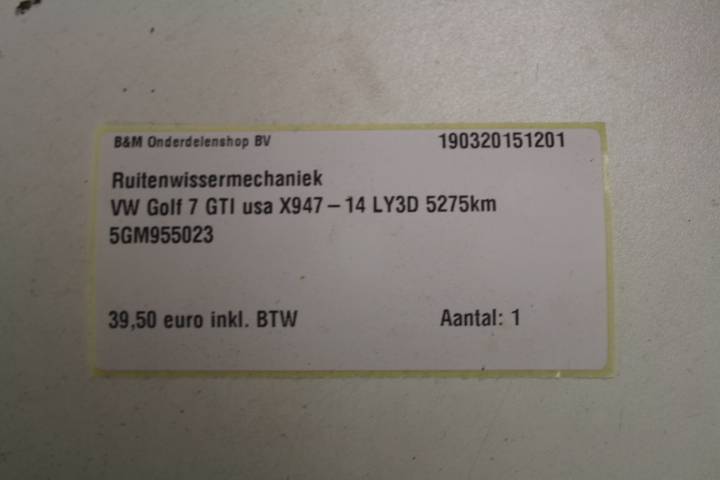 B&M Onderdelenshop BV 190320151201
Ruitenwissermechaniek
VW Golf 7 GTI usa X947 – 14 LY3D 5275km
5GM955023
39,50 euro inkl. BTW Aantal: 1